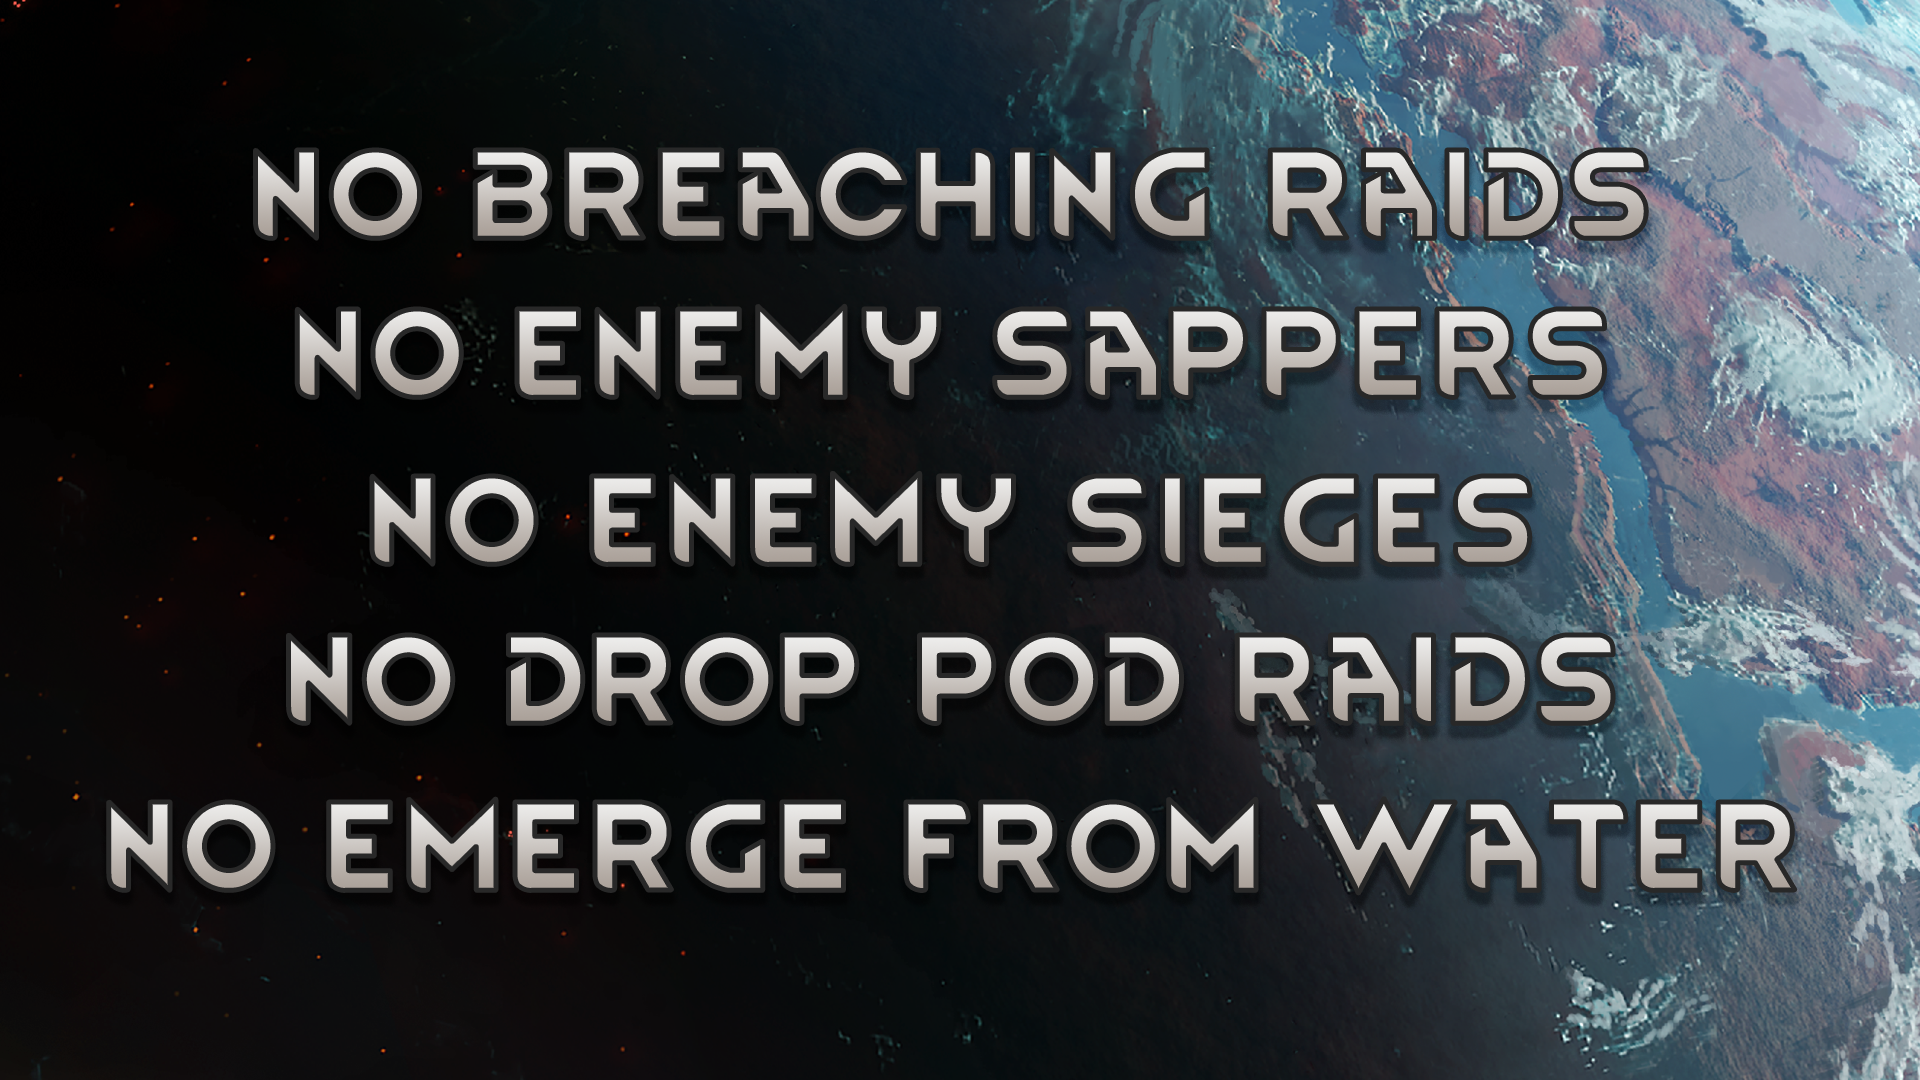 NO BREACHING RAIDS
NO ENEMY SAPPERS
NO ENEMY SIEGES
NO DROP POD RAIDS
NO EMERGE FROM WATER